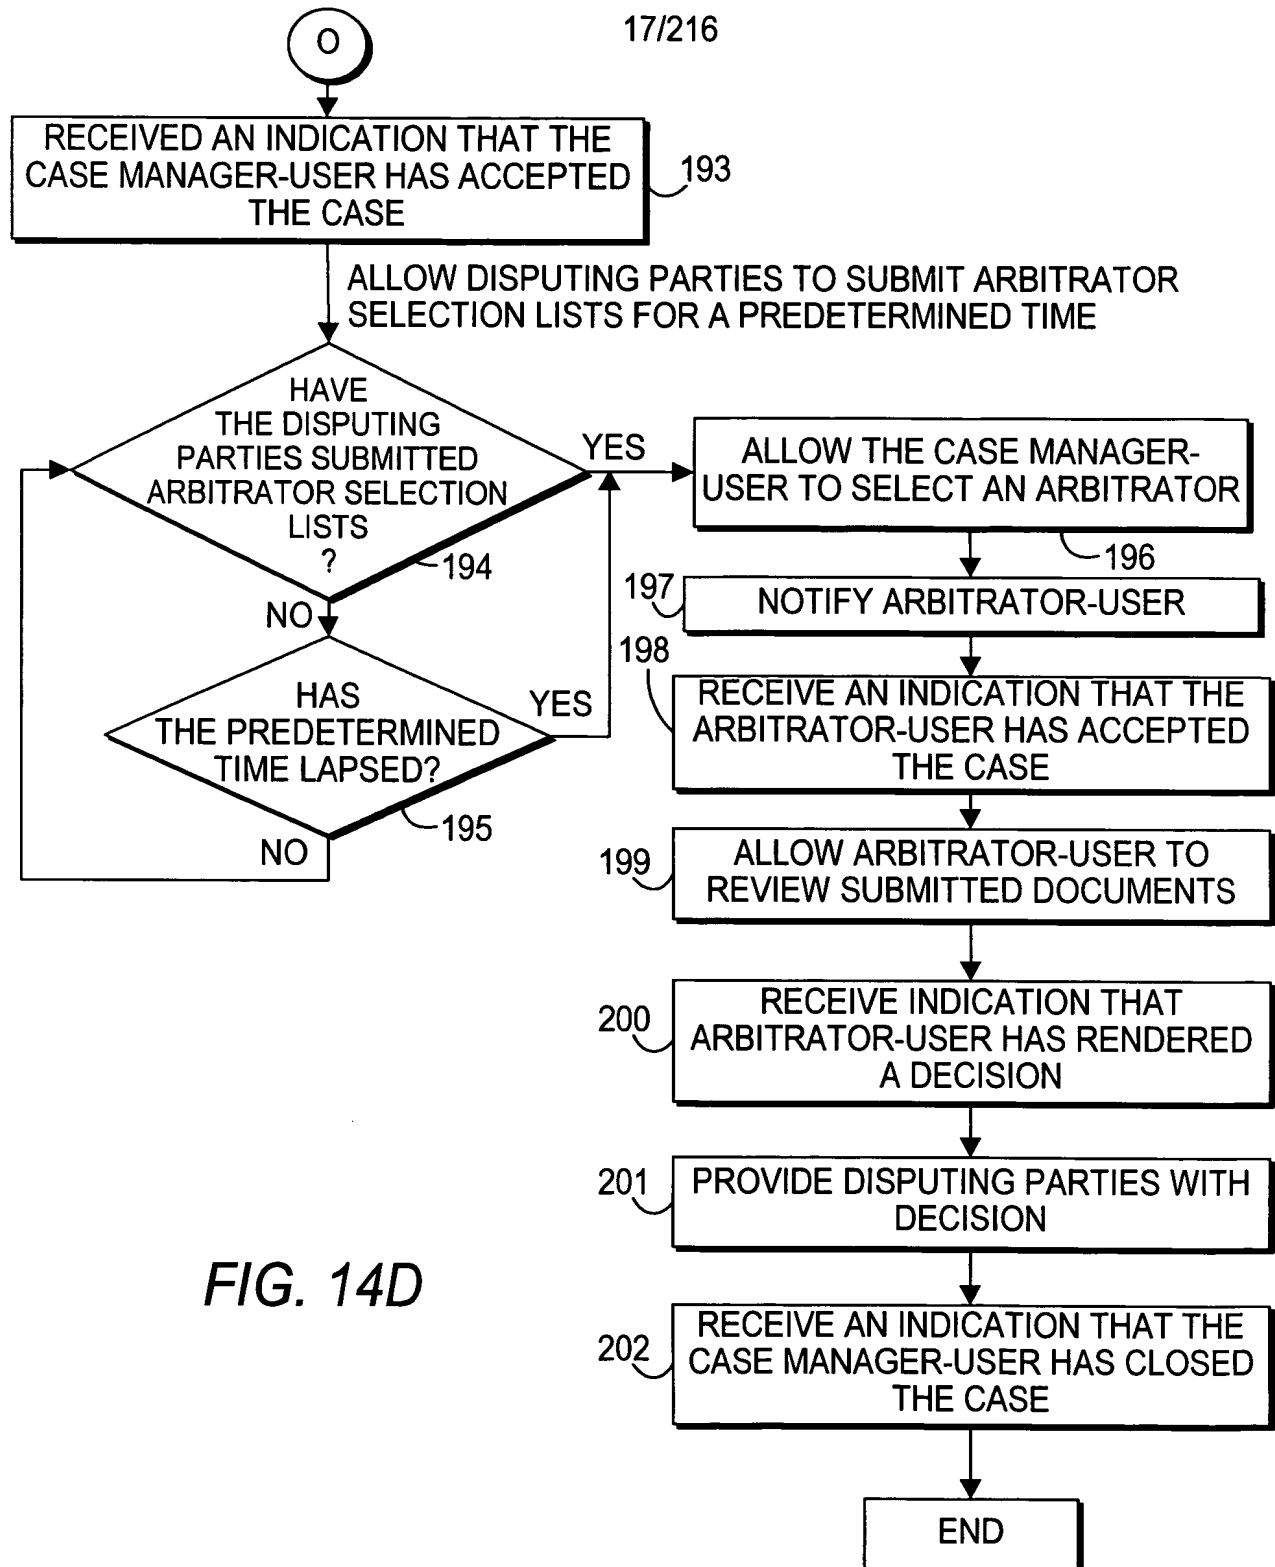 17/216
O
RECEIVED AN INDICATION THAT THE
CASE MANAGER-USER HAS ACCEPTED
THE CASE
193
ALLOW DISPUTING PARTIES TO SUBMIT ARBITRATOR
SELECTION LISTS FOR A PREDETERMINED TIME
HAVE
THE DISPUTING
PARTIES SUBMITTED
ARBITRATOR SELECTION
LISTS
?
194
YES
NO
HAS
THE PREDETERMINED
TIME LAPSED?
195
YES
NO
ALLOW THE CASE MANAGER-
USER TO SELECT AN ARBITRATOR
196
197
NOTIFY ARBITRATOR-USER
198
RECEIVE AN INDICATION THAT THE
ARBITRATOR-USER HAS ACCEPTED
THE CASE
199
ALLOW ARBITRATOR-USER TO
REVIEW SUBMITTED DOCUMENTS
200
RECEIVE INDICATION THAT
ARBITRATOR-USER HAS RENDERED
A DECISION
201
PROVIDE DISPUTING PARTIES WITH
DECISION
202
RECEIVE AN INDICATION THAT THE
CASE MANAGER-USER HAS CLOSED
THE CASE
END
FIG. 14D